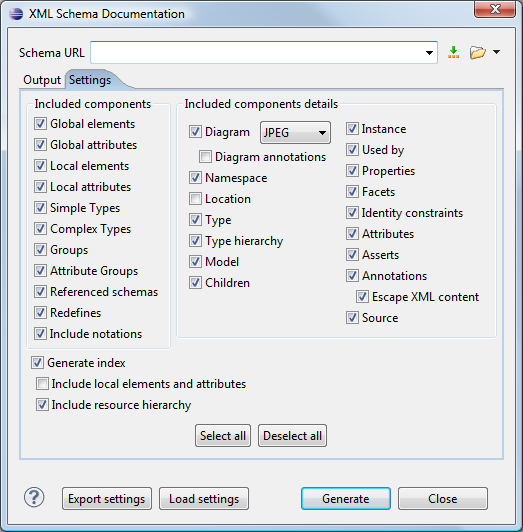 XML Schema Documentation
Schema URL
Output Settings
Included components
Global elements
Global attributes
Local elements
Local attributes
Simple Types
Complex Types
Groups
Attribute Groups
Referenced schemas
Redefines
Include notations
Included components details
Diagram JPEG
Diagram annotations
Namespace
Location
Type
Type hierarchy
Model
Children
Instance
Used by
Properties
Facets
Identity constraints
Attributes
Asserts
Annotations
Escape XML content
Source
Generate index
Include local elements and attributes
Include resource hierarchy
Select all Deselect all
? Export settings Load settings Generate Close